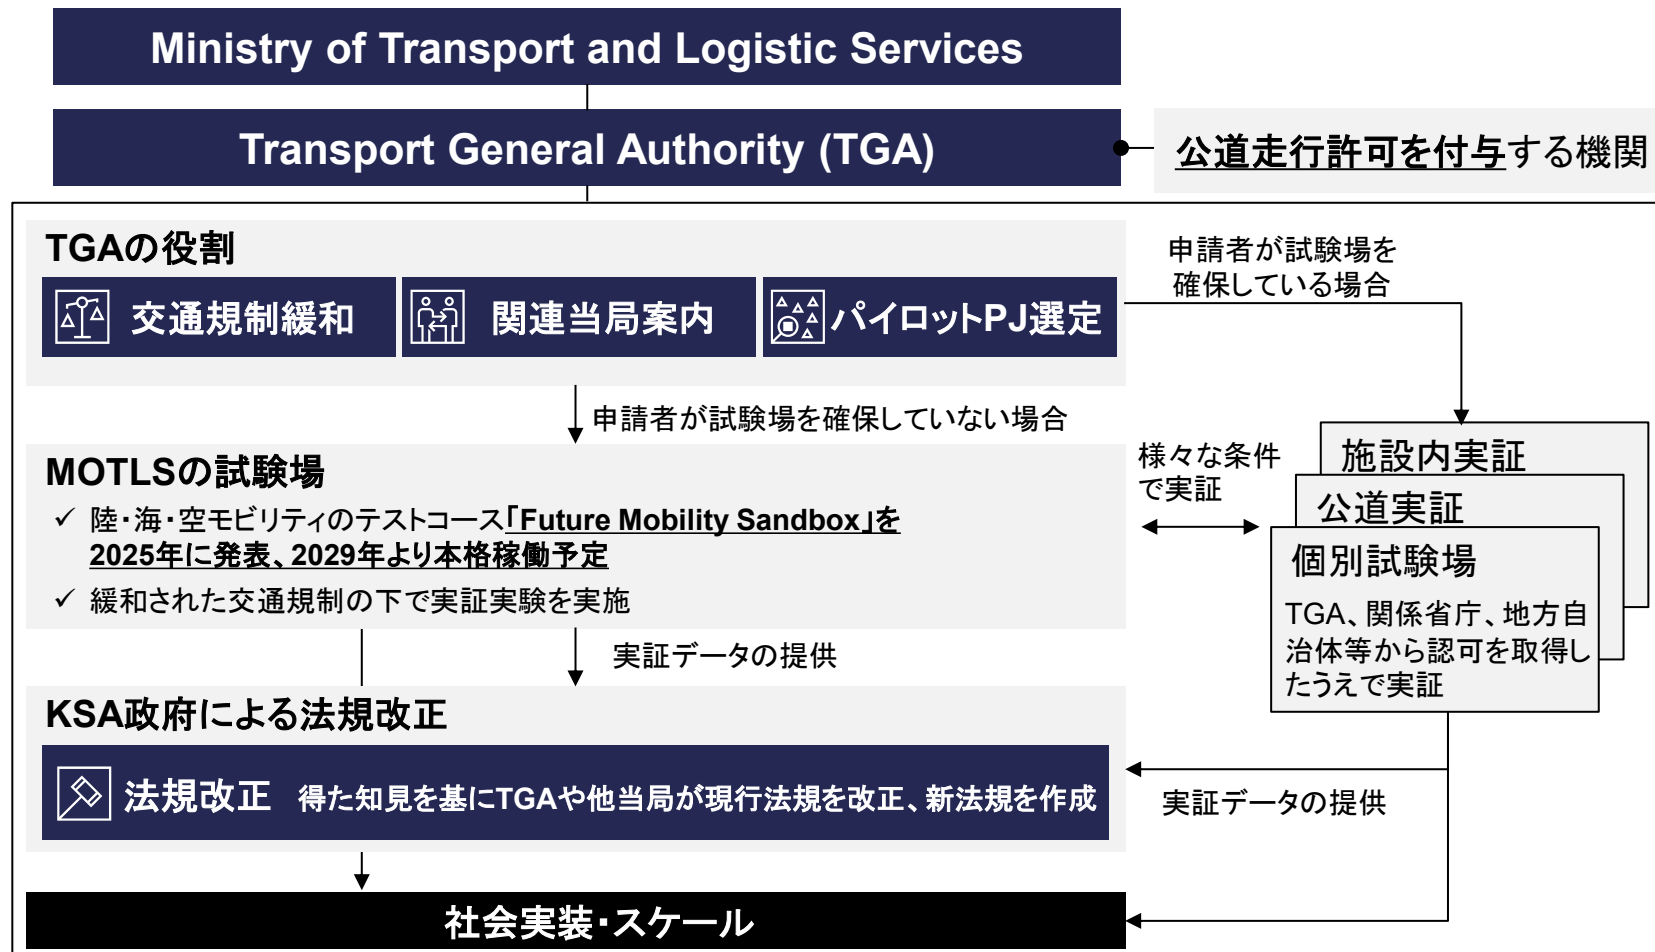 Ministry of Transport and Logistic Services
Transport General Authority (TGA)
公道走行許可を付与する機関
TGAの役割
交通規制緩和
関連当局案内
パイロットPJ選定
申請者が試験場を
確保している場合
申請者が試験場を確保していない場合
MOTLSの試験場
✓ 陸・海・空モビリティのテストコース「Future Mobility Sandbox」を
2025年に発表、2029年より本格稼働予定
✓ 緩和された交通規制の下で実証実験を実施
様々な条件
で実証
施設内実証
公道実証
個別試験場
TGA、関係省庁、地方自
治体等から認可を取得し
たうえで実証
実証データの提供
KSA政府による法規改正
法規改正 得た知見を基にTGAや他当局が現行法規を改正、新法規を作成
実証データの提供
社会実装・スケール